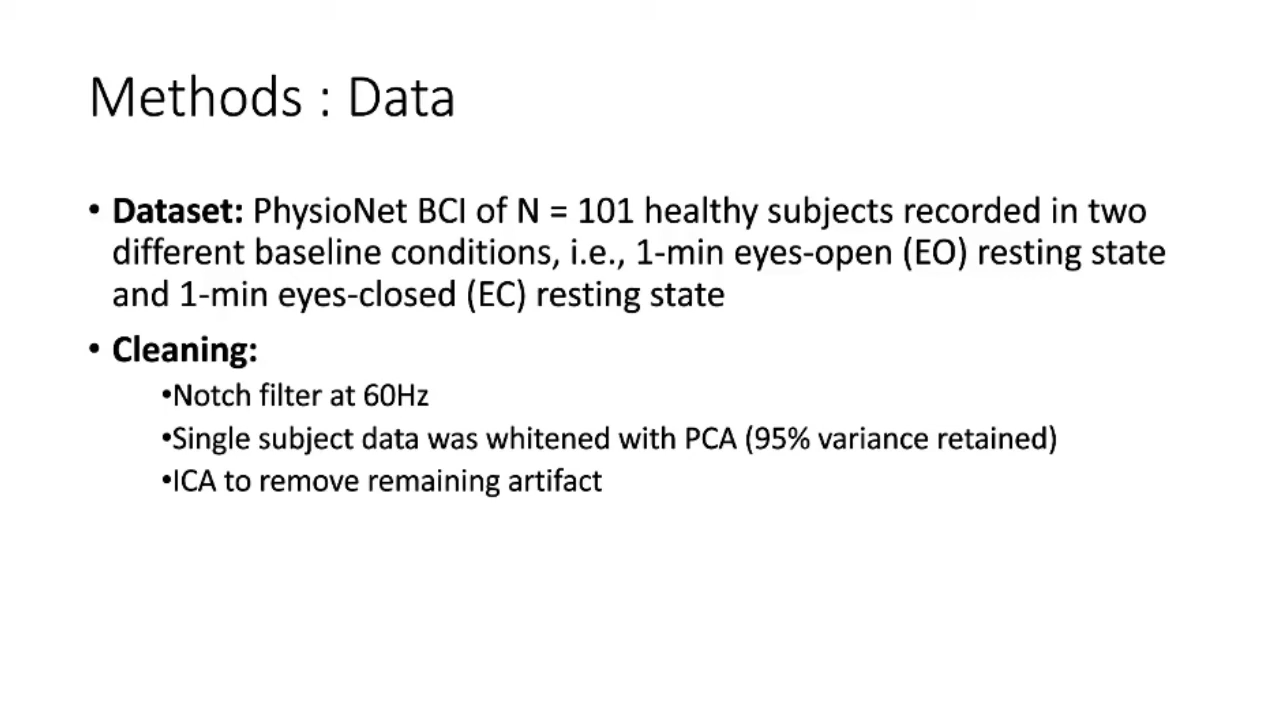 Methods : Data
• Dataset: PhysioNet BCI of N = 101 healthy subjects recorded in two
different baseline conditions, i.e., 1-min eyes-open (EO) resting state
and 1-min eyes-closed (EC) resting state
• Cleaning:
•Notch filter at 60Hz
•Single subject data was whitened with PCA (95% variance retained)
•ICA to remove remaining artifact